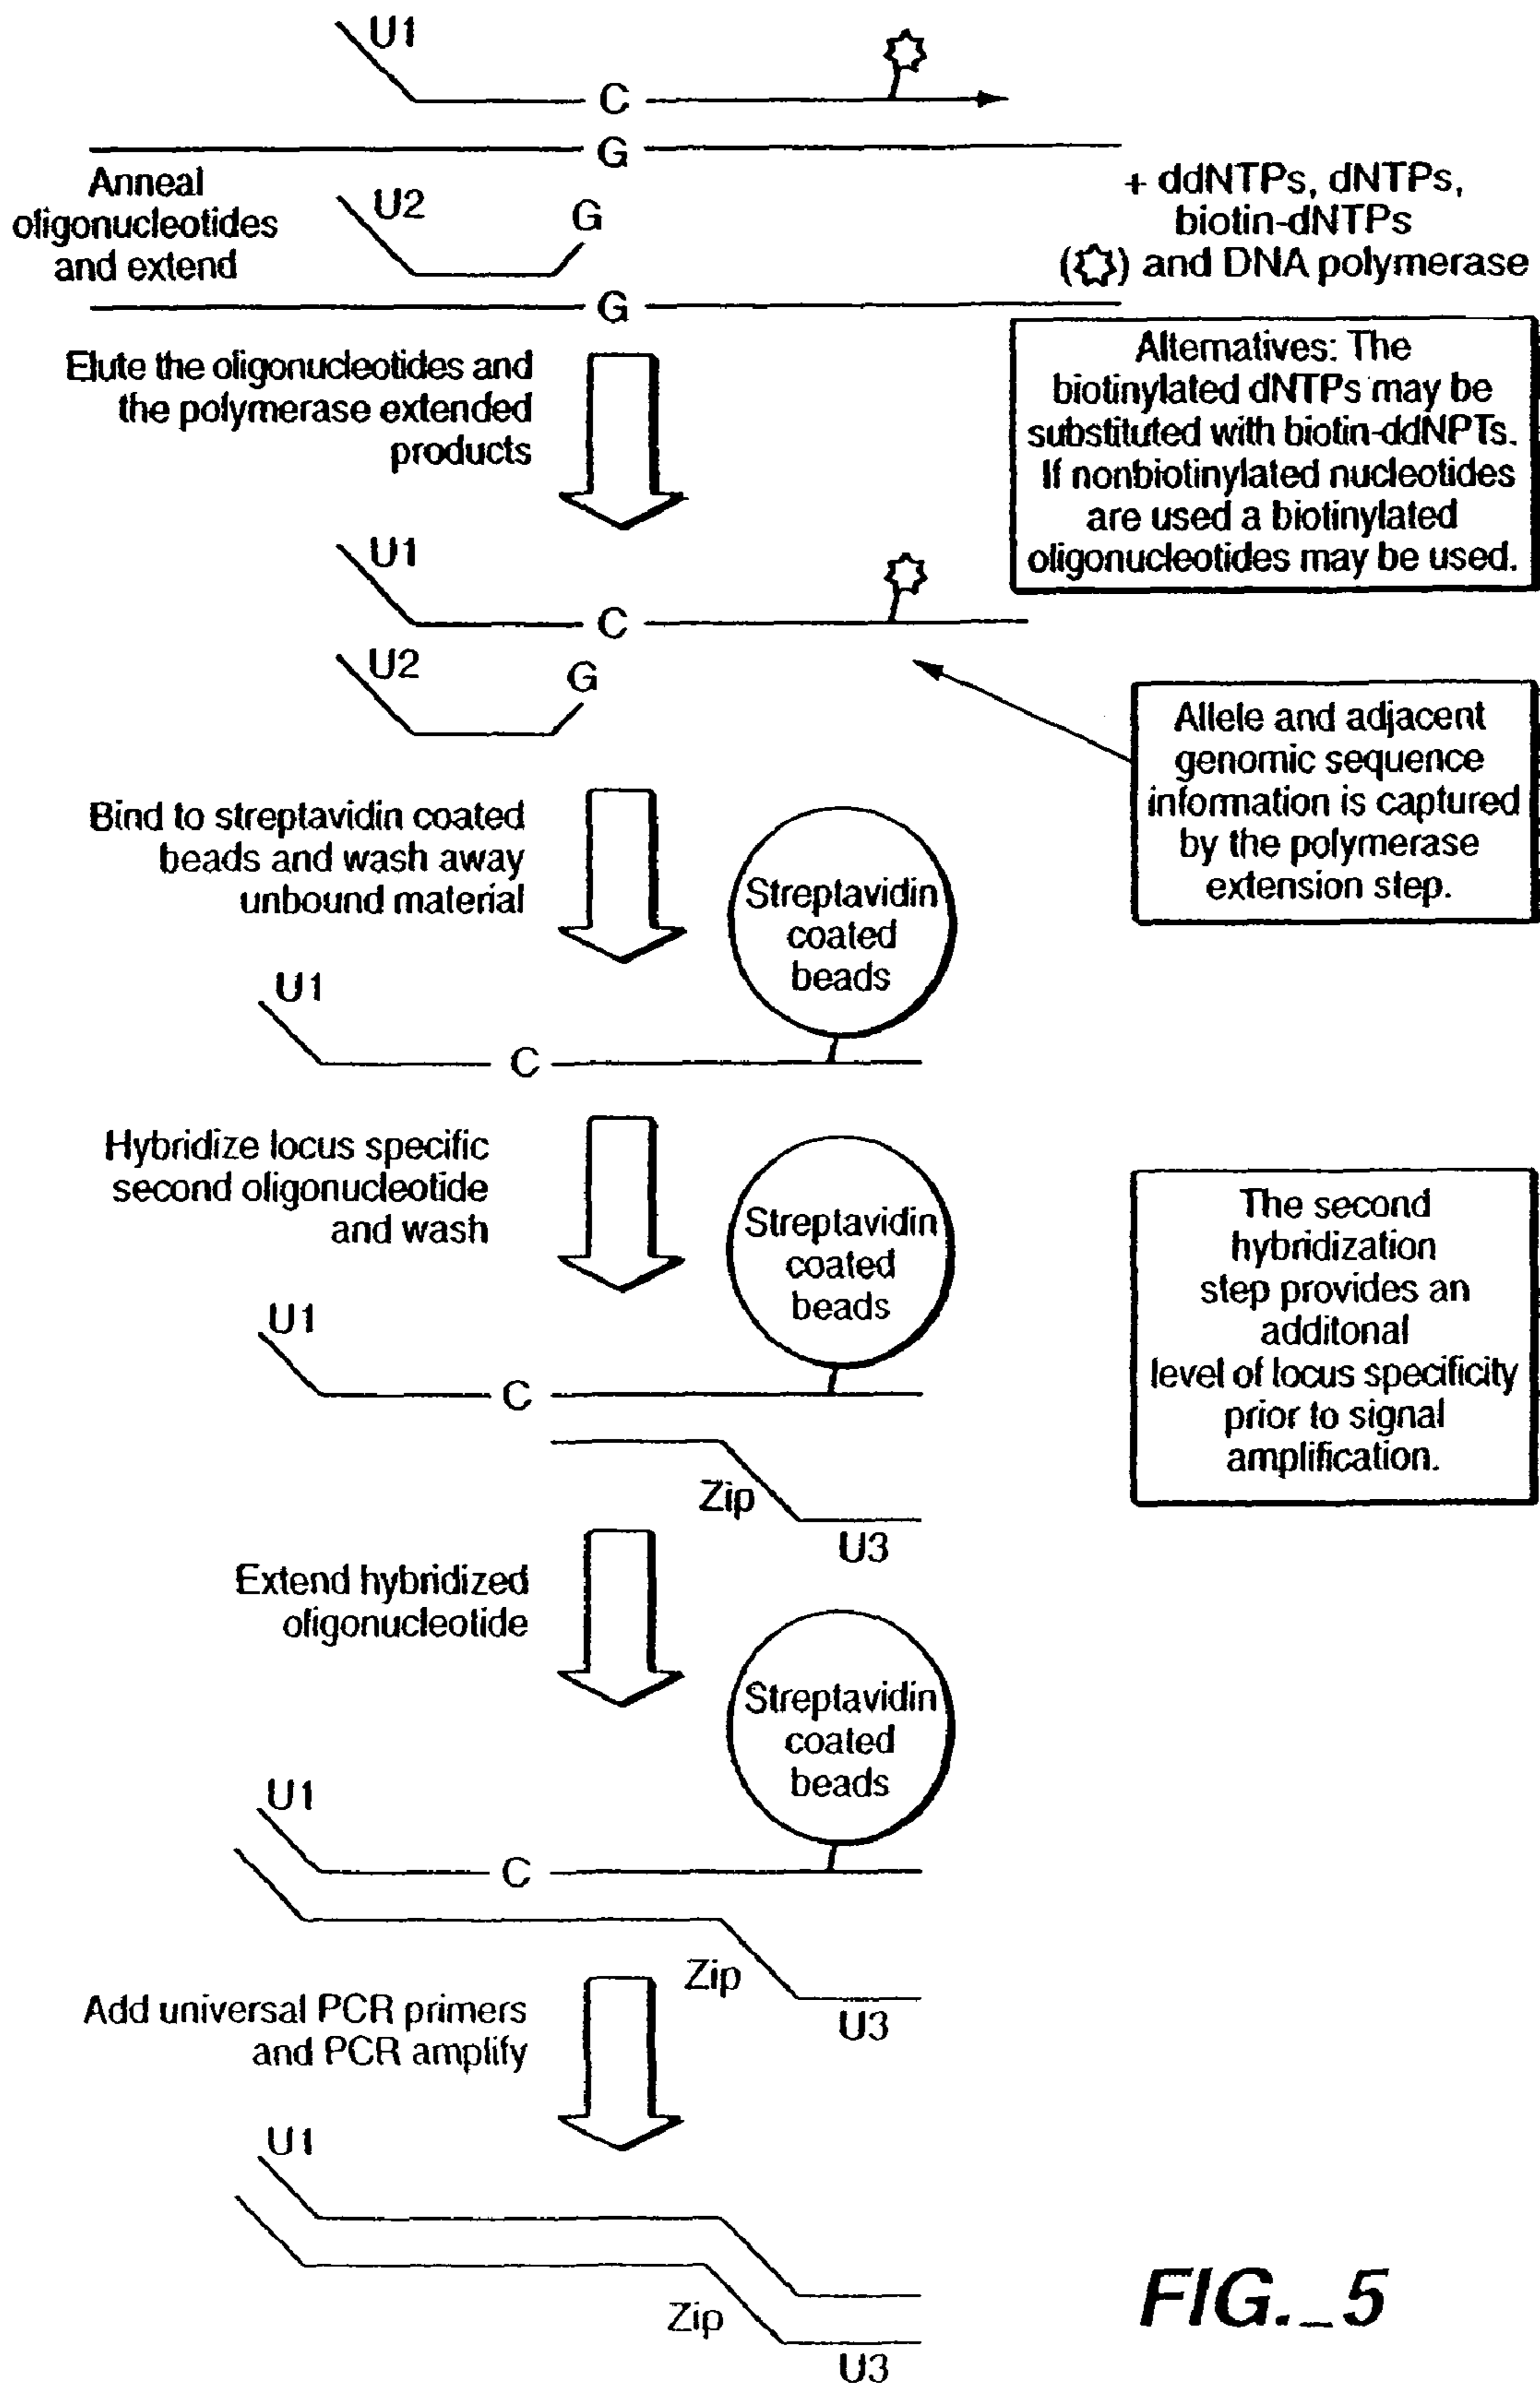 U1
C
G
Anneal
oligonucleotides
and extend
U2
G
G
+ ddNTPs, dNTPs,
biotin-dNTPs
( ) and DNA polymerase
Alternatives: The
biotinylated dNTPs may be
substituted with biotin-ddNPTs.
If nonbiotinylated nucleotides
are used a biotinylated
oligonucleotides may be used.
Elute the oligonucleotides and
the polymerase extended
products
U1
C
U2
G
Allele and adjacent
genomic sequence
information is captured
by the polymerase
extension step.
Bind to streptavidin coated
beads and wash away
unbound material
Streptavidin
coated
beads
U1
C
Hybridize locus specific
second oligonucleotide
and wash
Streptavidin
coated
beads
The second
hybridization
step provides an
additonal
level of locus specificity
prior to signal
amplification.
U1
C
Zip
U3
Extend hybridized
oligonucleotide
Streptavidin
coated
beads
U1
C
Zip
U3
Add universal PCR primers
and PCR amplify
U1
Zip
U3
FIG._5